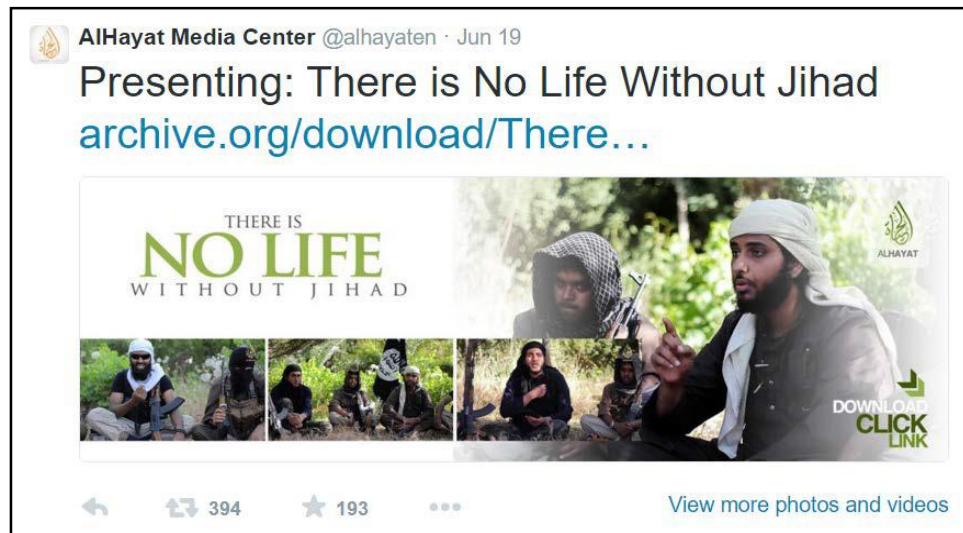 AlHayat Media Center @alhayaten · Jun 19
Presenting: There is No Life Without Jihad
archive.org/download/There…
THERE IS
NO LIFE
WITHOUT JIHAD
ALHAYAT
DOWNLOAD
CLICK
LINK
394 193
View more photos and videos